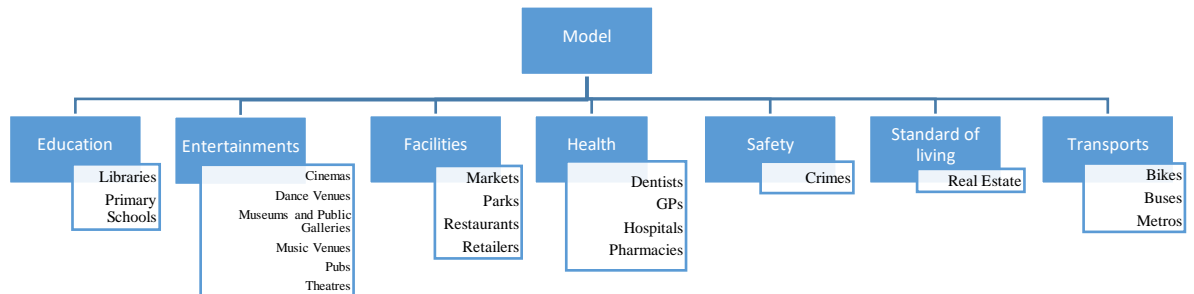 Model
Education
Libraries
Primary
Schools
Entertainments
Cinemas
Dance Venues
Museums and Public
Galleries
Music Venues
Pubs
Theatres
Facilities
Markets
Parks
Restaurants
Retailers
Health
Dentists
GPs
Hospitals
Pharmacies
Safety
Crimes
Standard of
living
Real Estate
Transports
Bikes
Buses
Metros